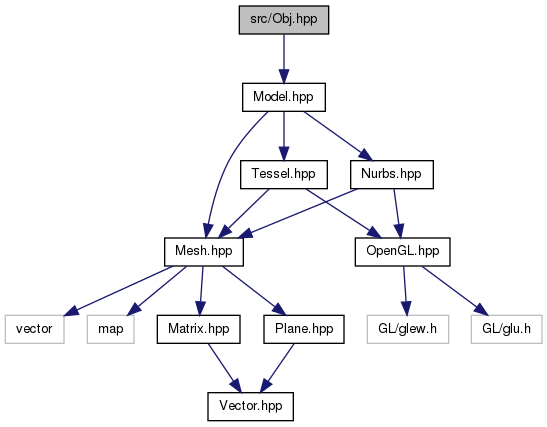 src/Obj.hpp
Model.hpp
Tessel.hpp
Nurbs.hpp
Mesh.hpp
OpenGL.hpp
vector
map
Matrix.hpp
Plane.hpp
GL/glew.h
GL/glu.h
Vector.hpp